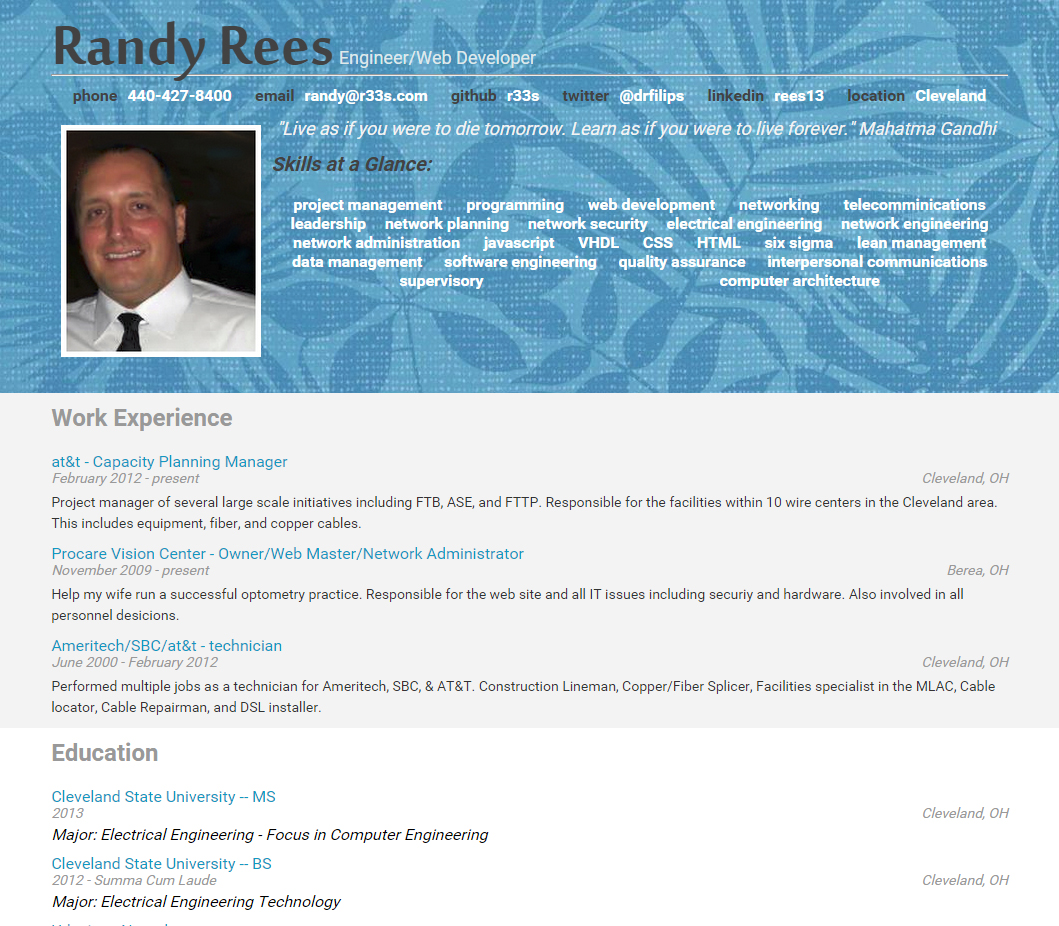 Randy Rees Engineer/Web Developer
phone 440-427-8400 email randy@r33s.com github r33s twitter @drfilips linkedin rees13 location Cleveland
"Live as if you were to die tomorrow. Learn as if you were to live forever." Mahatma Gandhi
Skills at a Glance:
project management programming web development networking telecomminications
leadership network planning network security electrical engineering network engineering
network administration javascript VHDL CSS HTML six sigma lean management
data management software engineering quality assurance interpersonal communications
supervisory computer architecture
Work Experience
at&t - Capacity Planning Manager
February 2012 - present Cleveland, OH
Project manager of several large scale initiatives including FTB, ASE, and FTTP. Responsible for the facilities within 10 wire centers in the Cleveland area.
This includes equipment, fiber, and copper cables.
Procare Vision Center - Owner/Web Master/Network Administrator
November 2009 - present Berea, OH
Help my wife run a successful optometry practice. Responsible for the web site and all IT issues including securiy and hardware. Also involved in all
personnel desicions.
Ameritech/SBC/at&t - technician
June 2000 - February 2012 Cleveland, OH
Performed multiple jobs as a technician for Ameritech, SBC, & AT&T. Construction Lineman, Copper/Fiber Splicer, Facilities specialist in the MLAC, Cable
locator, Cable Repairman, and DSL installer.
Education
Cleveland State University -- MS
2013 Cleveland, OH
Major: Electrical Engineering - Focus in Computer Engineering
Cleveland State University -- BS
2012 - Summa Cum Laude Cleveland, OH
Major: Electrical Engineering Technology